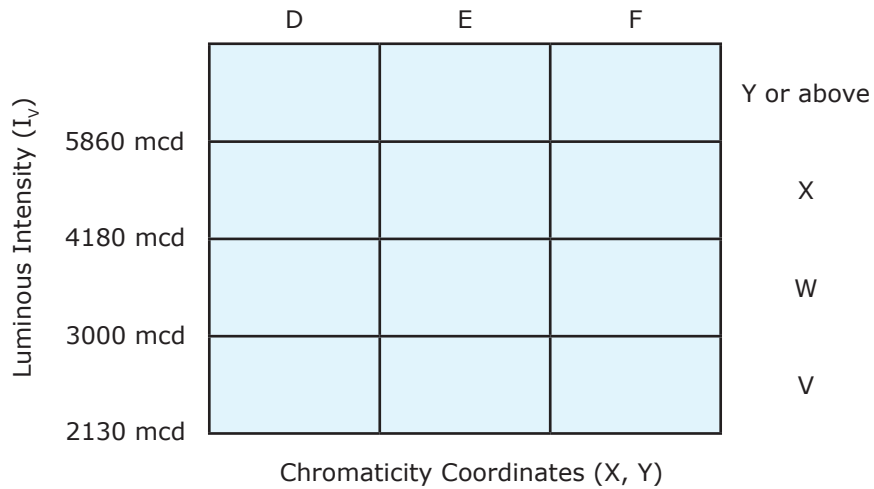 D E F
Y or above
5860 mcd
X
4180 mcd
W
3000 mcd
V
2130 mcd
Luminous Intensity (Iv)
Chromaticity Coordinates (X, Y)